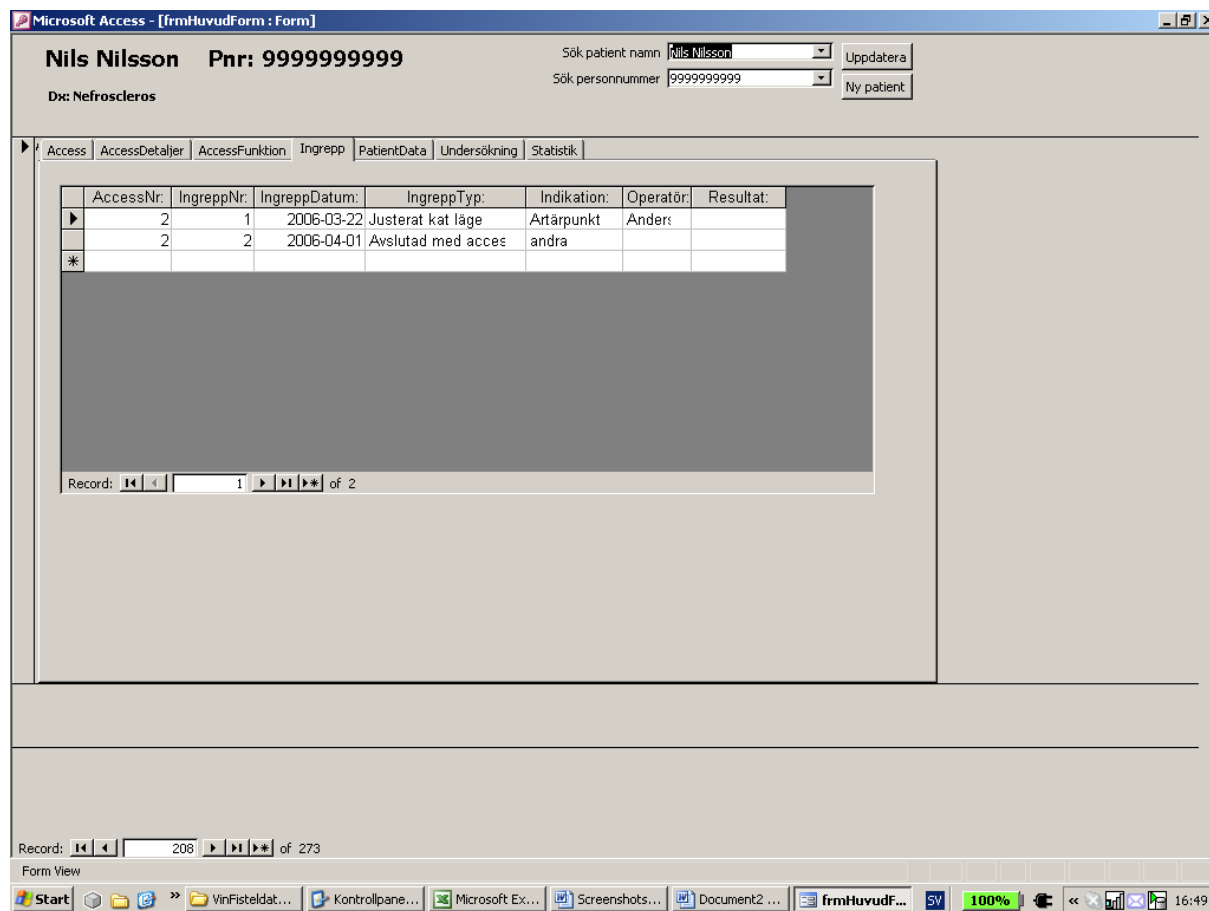 Microsoft Access - [frmHuvudForm : Form]
Nils Nilsson Pnr: 9999999999
Sök patient namn Nils Nilsson
Uppdatera
Sök personnummer 9999999999
Ny patient
Dx: Nefroscleros
Access AccessDetaljer AccessFunktion Ingrepp PatientData Undersökning Statistik
AccessNr: IngreppNr: IngreppDatum: IngreppTyp: Indikation: Operatör: Resultat:
2 1 2006-03-22 Justerat kat läge Artärpunkt Anders
2 2 2006-04-01 Avslutad med acces andra
Record: 1 of 2
Record: 208 of 273
Form View
Start » VinFisteldat... Kontrollpane... Microsoft Ex... Screenshots... Document2 ... frmHuvudF... SV 100% « 16:49